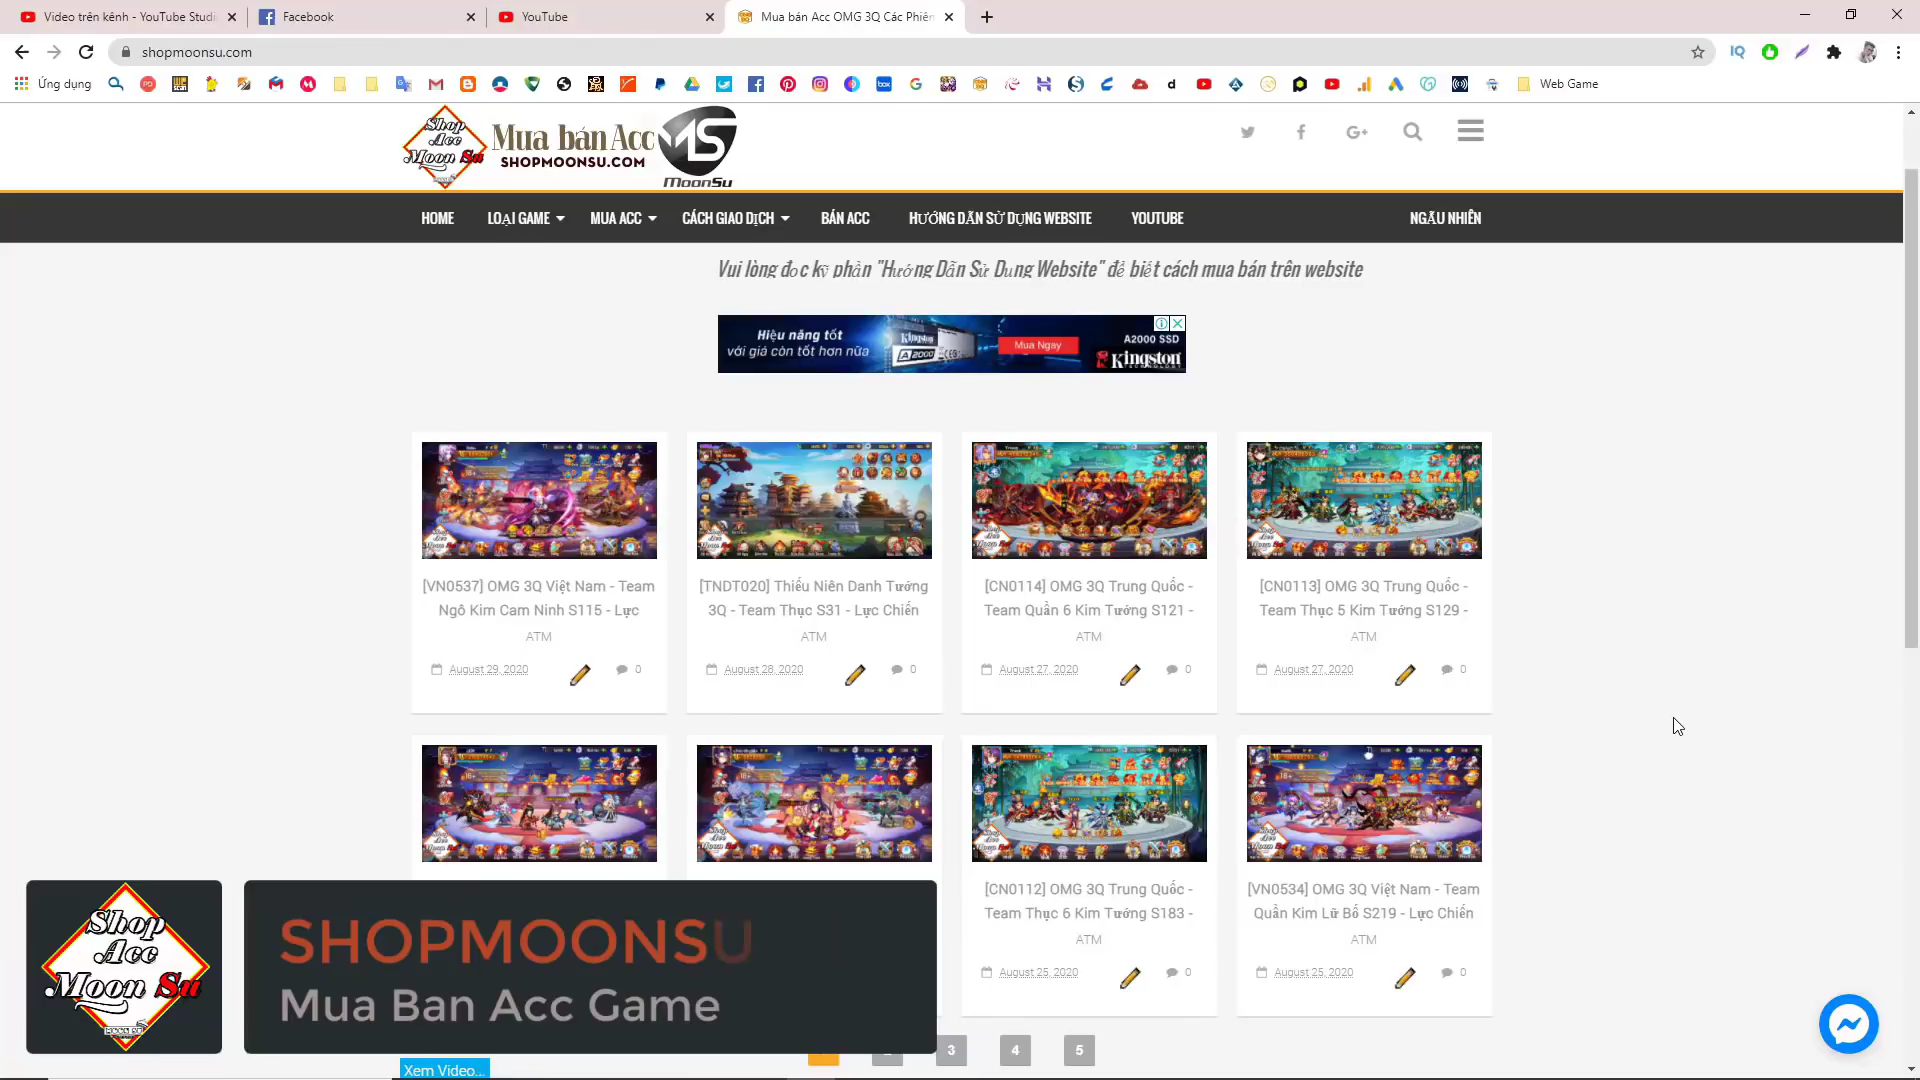 Video trên kênh - YouTube Studi
Facebook
YouTube
Mua bán Acc OMG 3Q Các Phiên
shopmoonsu.com
Ứng dụng
Web Game
Shop
Acc
Moon Su
Mua bán Acc
SHOPMOONSU.COM
MS
MoonSu
HOME
LOẠI GAME
MUA ACC
CÁCH GIAO DỊCH
BÁN ACC
HƯỚNG DẪN SỬ DỤNG WEBSITE
YOUTUBE
NGẪU NHIÊN
Vui lòng đọc kỹ phần "Hướng Dẫn Sử Dụng Website" để biết cách mua bán trên website
Hiệu năng tốt
với giá còn tốt hơn nữa
Kingston
A2000
Mua Ngay
A2000 SSD
Kingston
TECHNOLOGY
[VN0537] OMG 3Q Việt Nam - Team
Ngô Kim Cam Ninh S115 - Lực
ATM
August 29, 2020
0
[TNDT020] Thiếu Niên Danh Tướng
3Q - Team Thục S31 - Lực Chiến
ATM
August 28, 2020
0
[CN0114] OMG 3Q Trung Quốc -
Team Quần 6 Kim Tướng S121 -
ATM
August 27, 2020
0
[CN0113] OMG 3Q Trung Quốc -
Team Thục 5 Kim Tướng S129 -
ATM
August 27, 2020
0
[CN0112] OMG 3Q Trung Quốc -
Team Thục 6 Kim Tướng S183 -
ATM
August 25, 2020
0
[VN0534] OMG 3Q Việt Nam - Team
Quần Kim Lữ Bố S219 - Lực Chiến
ATM
August 25, 2020
0
Shop
Acc
Moon Su
MOON SU
SHOPMOONSU
Mua Ban Acc Game
3
4
5
Xem Video...